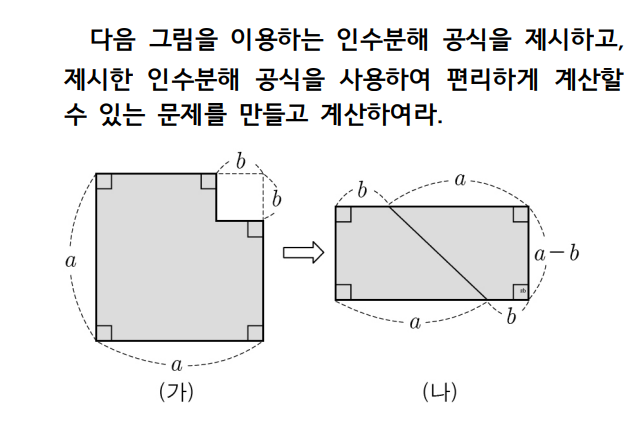 다음 그림을 이용하는 인수분해 공식을 제시하고,
제시한 인수분해 공식을 사용하여 편리하게 계산할
수 있는 문제를 만들고 계산하여라.
b
b
a
a
(가)
b
a
a-b
a
b
(나)